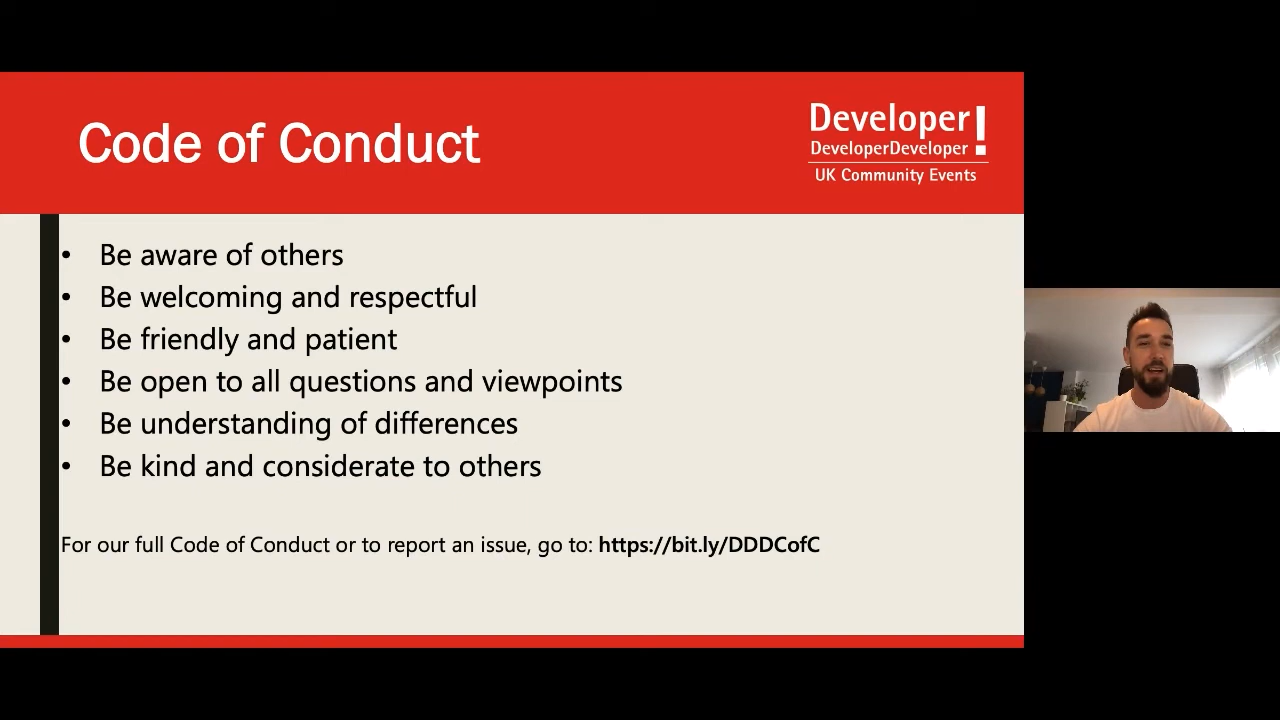 Code of Conduct
Developer!
DeveloperDeveloper
UK Community Events
• Be aware of others
• Be welcoming and respectful
• Be friendly and patient
• Be open to all questions and viewpoints
• Be understanding of differences
• Be kind and considerate to others
For our full Code of Conduct or to report an issue, go to: https://bit.ly/DDDCofC